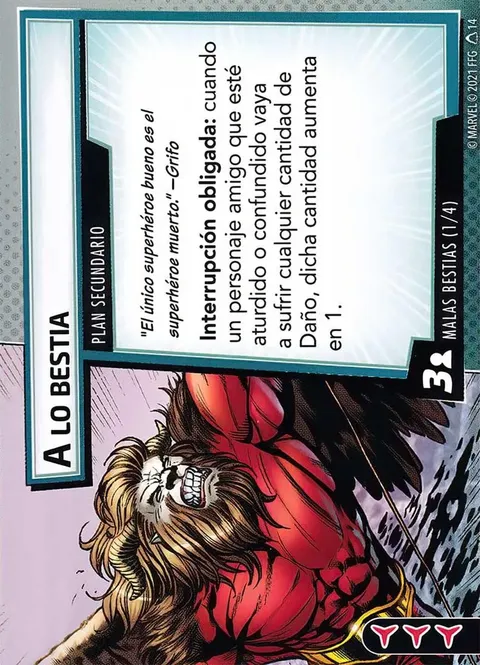 A LO BESTIA
PLAN SECUNDARIO
"El único superhéroe bueno es el
superhéroe muerto." –Grifo
Interrupción obligada: cuando
un personaje amigo que esté
aturdido o confundido vaya
a sufrir cualquier cantidad de
Daño, dicha cantidad aumenta
en 1.
3
MALAS BESTIAS (1/4)
© MARVEL © 2021 FFG 14